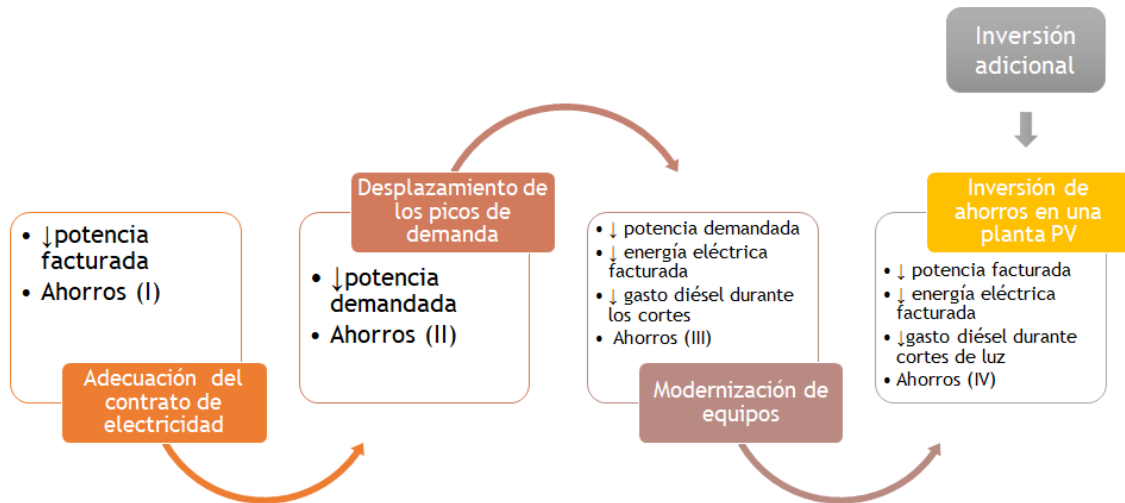 Inversión
adicional
• ↓potencia
facturada
• Ahorros (I)
Adecuación del
contrato de
electricidad
Desplazamiento de
los picos de
demanda
• ↓potencia
demandada
• Ahorros (II)
• ↓ potencia demandada
• ↓ energía eléctrica
facturada
• ↓ gasto diésel durante
los cortes
• Ahorros (III)
Modernización de
equipos
Inversión de
ahorros en una
planta PV
• ↓ potencia facturada
• ↓ energía eléctrica
facturada
• ↓gasto diésel durante
cortes de luz
• Ahorros (IV)